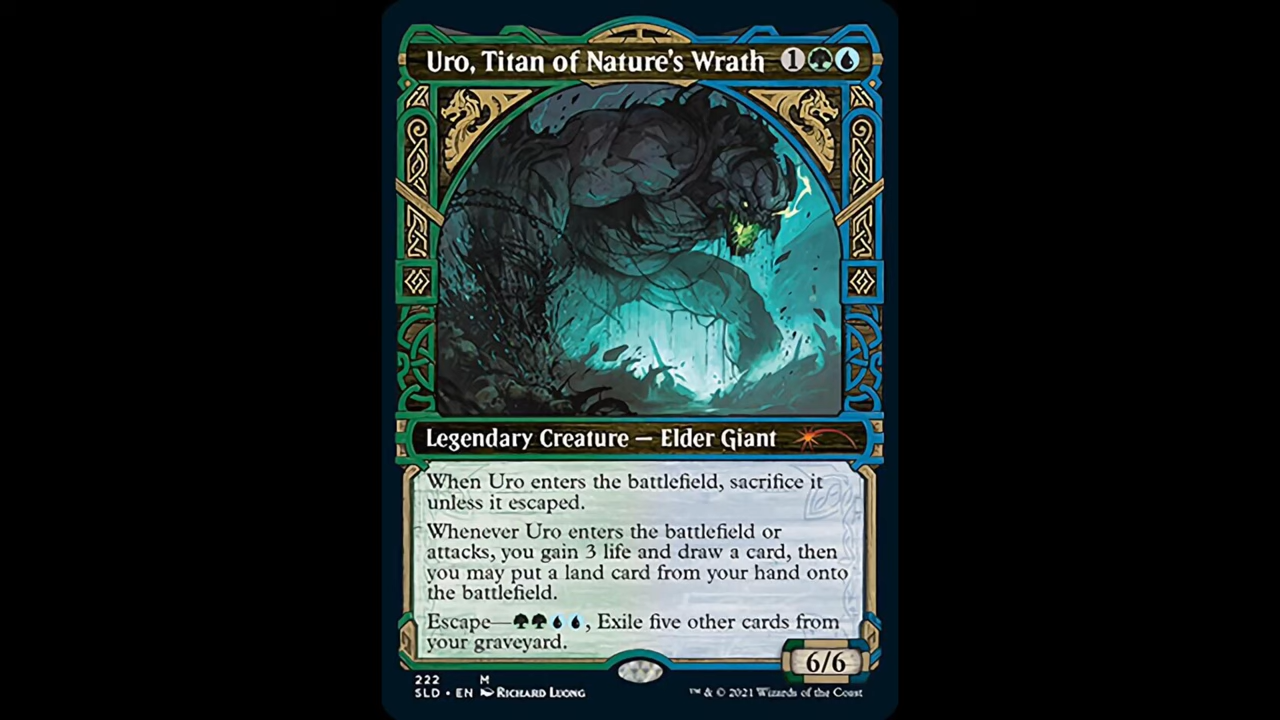 Uro, Titan of Nature's Wrath 1
Legendary Creature — Elder Giant
When Uro enters the battlefield, sacrifice it
unless it escaped.
Whenever Uro enters the battlefield or
attacks, you gain 3 life and draw a card, then
you may put a land card from your hand onto
the battlefield.
Escape—, Exile five other cards from
your graveyard.
6/6
222 M
SLD • EN RICHARD LUONG
™ & © 2021 Wizards of the Coast